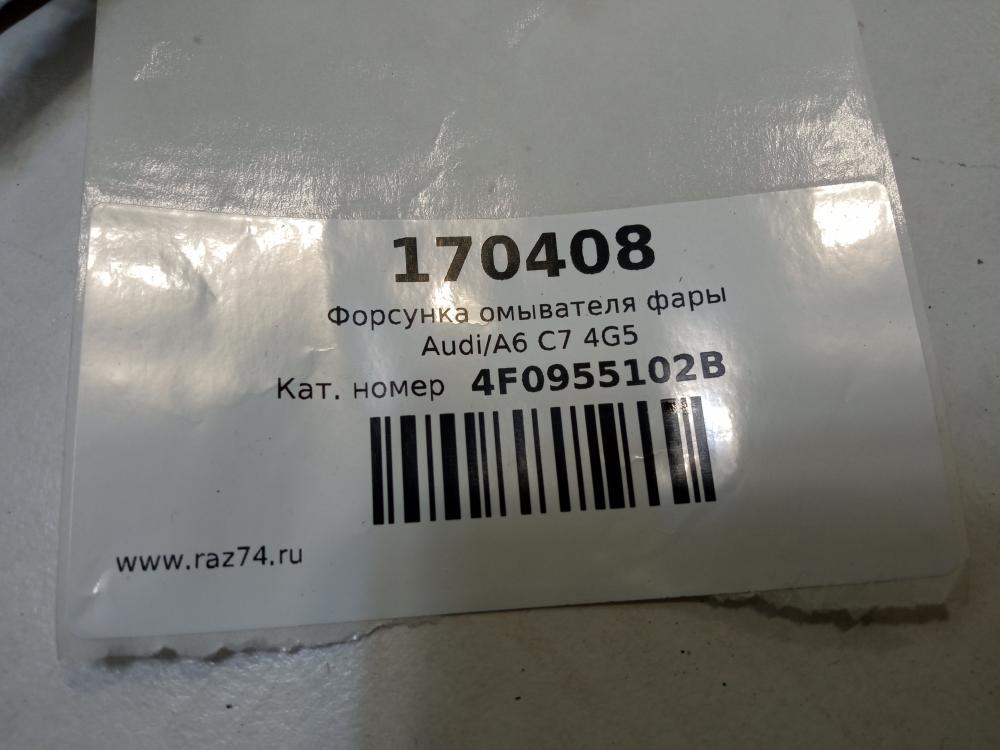 170408
Форсунка омывателя фары
Audi/A6 C7 4G5
Кат. номер 4F0955102B
www.raz74.ru